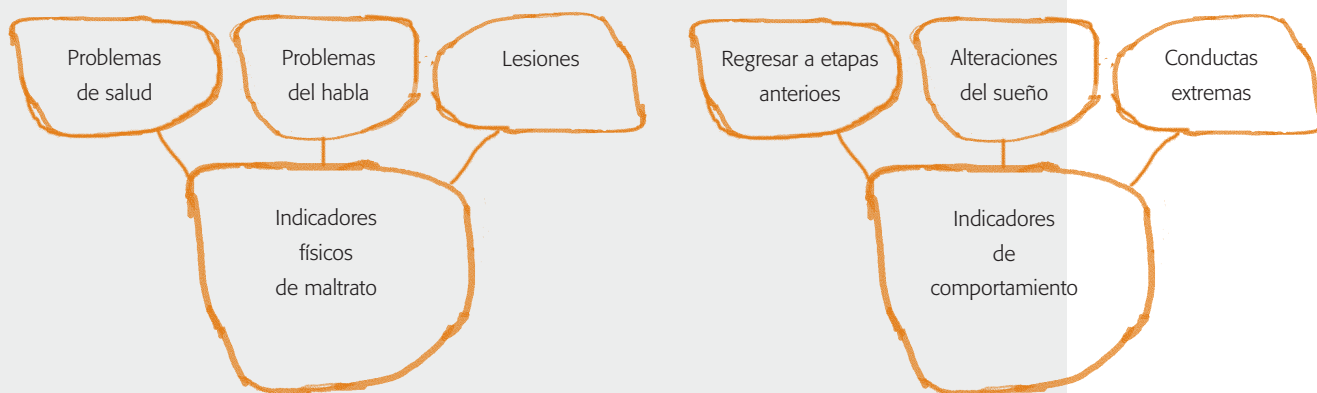 Problemas
de salud
Problemas
del habla
Lesiones
Indicadores
físicos
de maltrato
Regresar a etapas
anterioes
Alteraciones
del sueño
Conductas
extremas
Indicadores
de
comportamiento